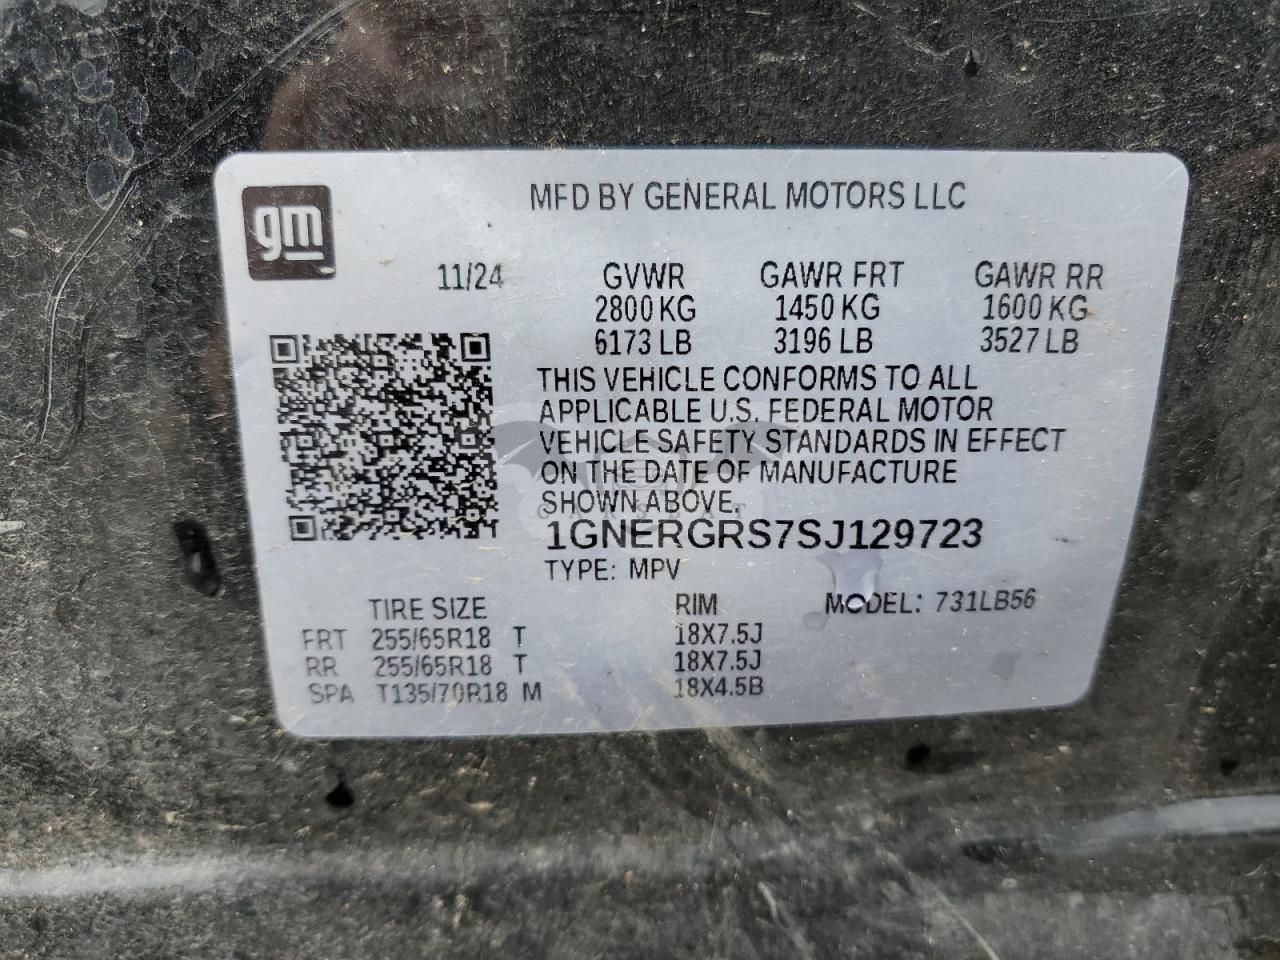 gm
MFD BY GENERAL MOTORS LLC
11/24 GVWR GAWR FRT GAWR RR
2800 KG 1450 KG 1600 KG
6173 LB 3196 LB 3527 LB
THIS VEHICLE CONFORMS TO ALL
APPLICABLE U.S. FEDERAL MOTOR
VEHICLE SAFETY STANDARDS IN EFFECT
ON THE DATE OF MANUFACTURE
SHOWN ABOVE.
1GNERGRS7SJ129723
TYPE: MPV
TIRE SIZE RIM MODEL: 731LB56
FRT 255/65R18 T 18X7.5J
RR 255/65R18 T 18X7.5J
SPA T135/70R18 M 18X4.5B